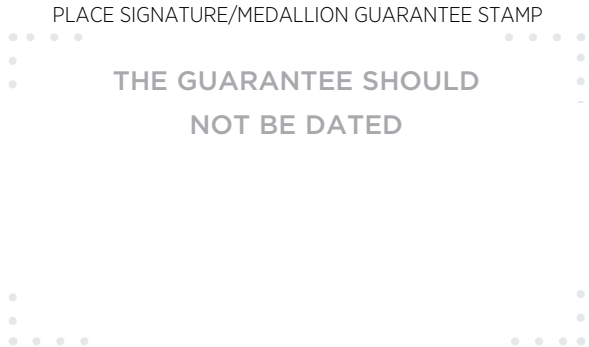 PLACE SIGNATURE/MEDALLION GUARANTEE STAMP
THE GUARANTEE SHOULD
NOT BE DATED